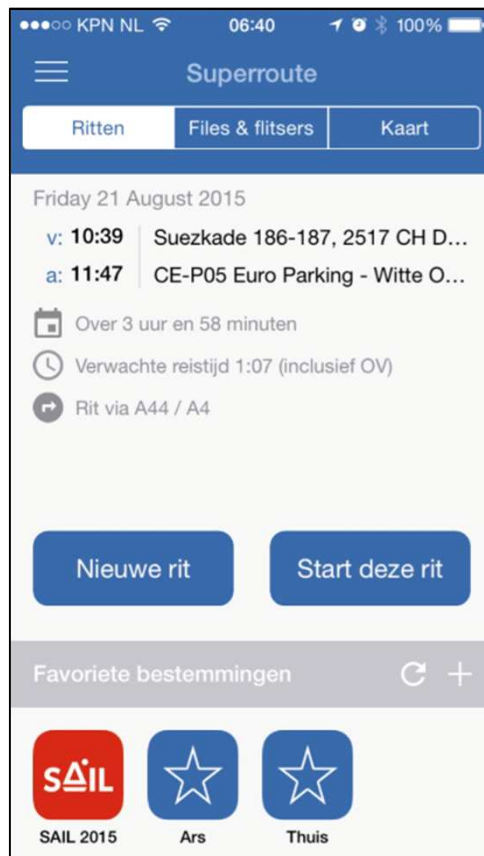 KPN NL 06:40 100%
Superroute
Ritten Files & flitsers Kaart
Friday 21 August 2015
v: 10:39 Suezkade 186-187, 2517 CH D...
a: 11:47 CE-P05 Euro Parking - Witte O...
Over 3 uur en 58 minuten
Verwachte reistijd 1:07 (inclusief OV)
Rit via A44 / A4
Nieuwe rit Start deze rit
Favoriete bestemmingen
SAIL
SAIL 2015 Ars Thuis